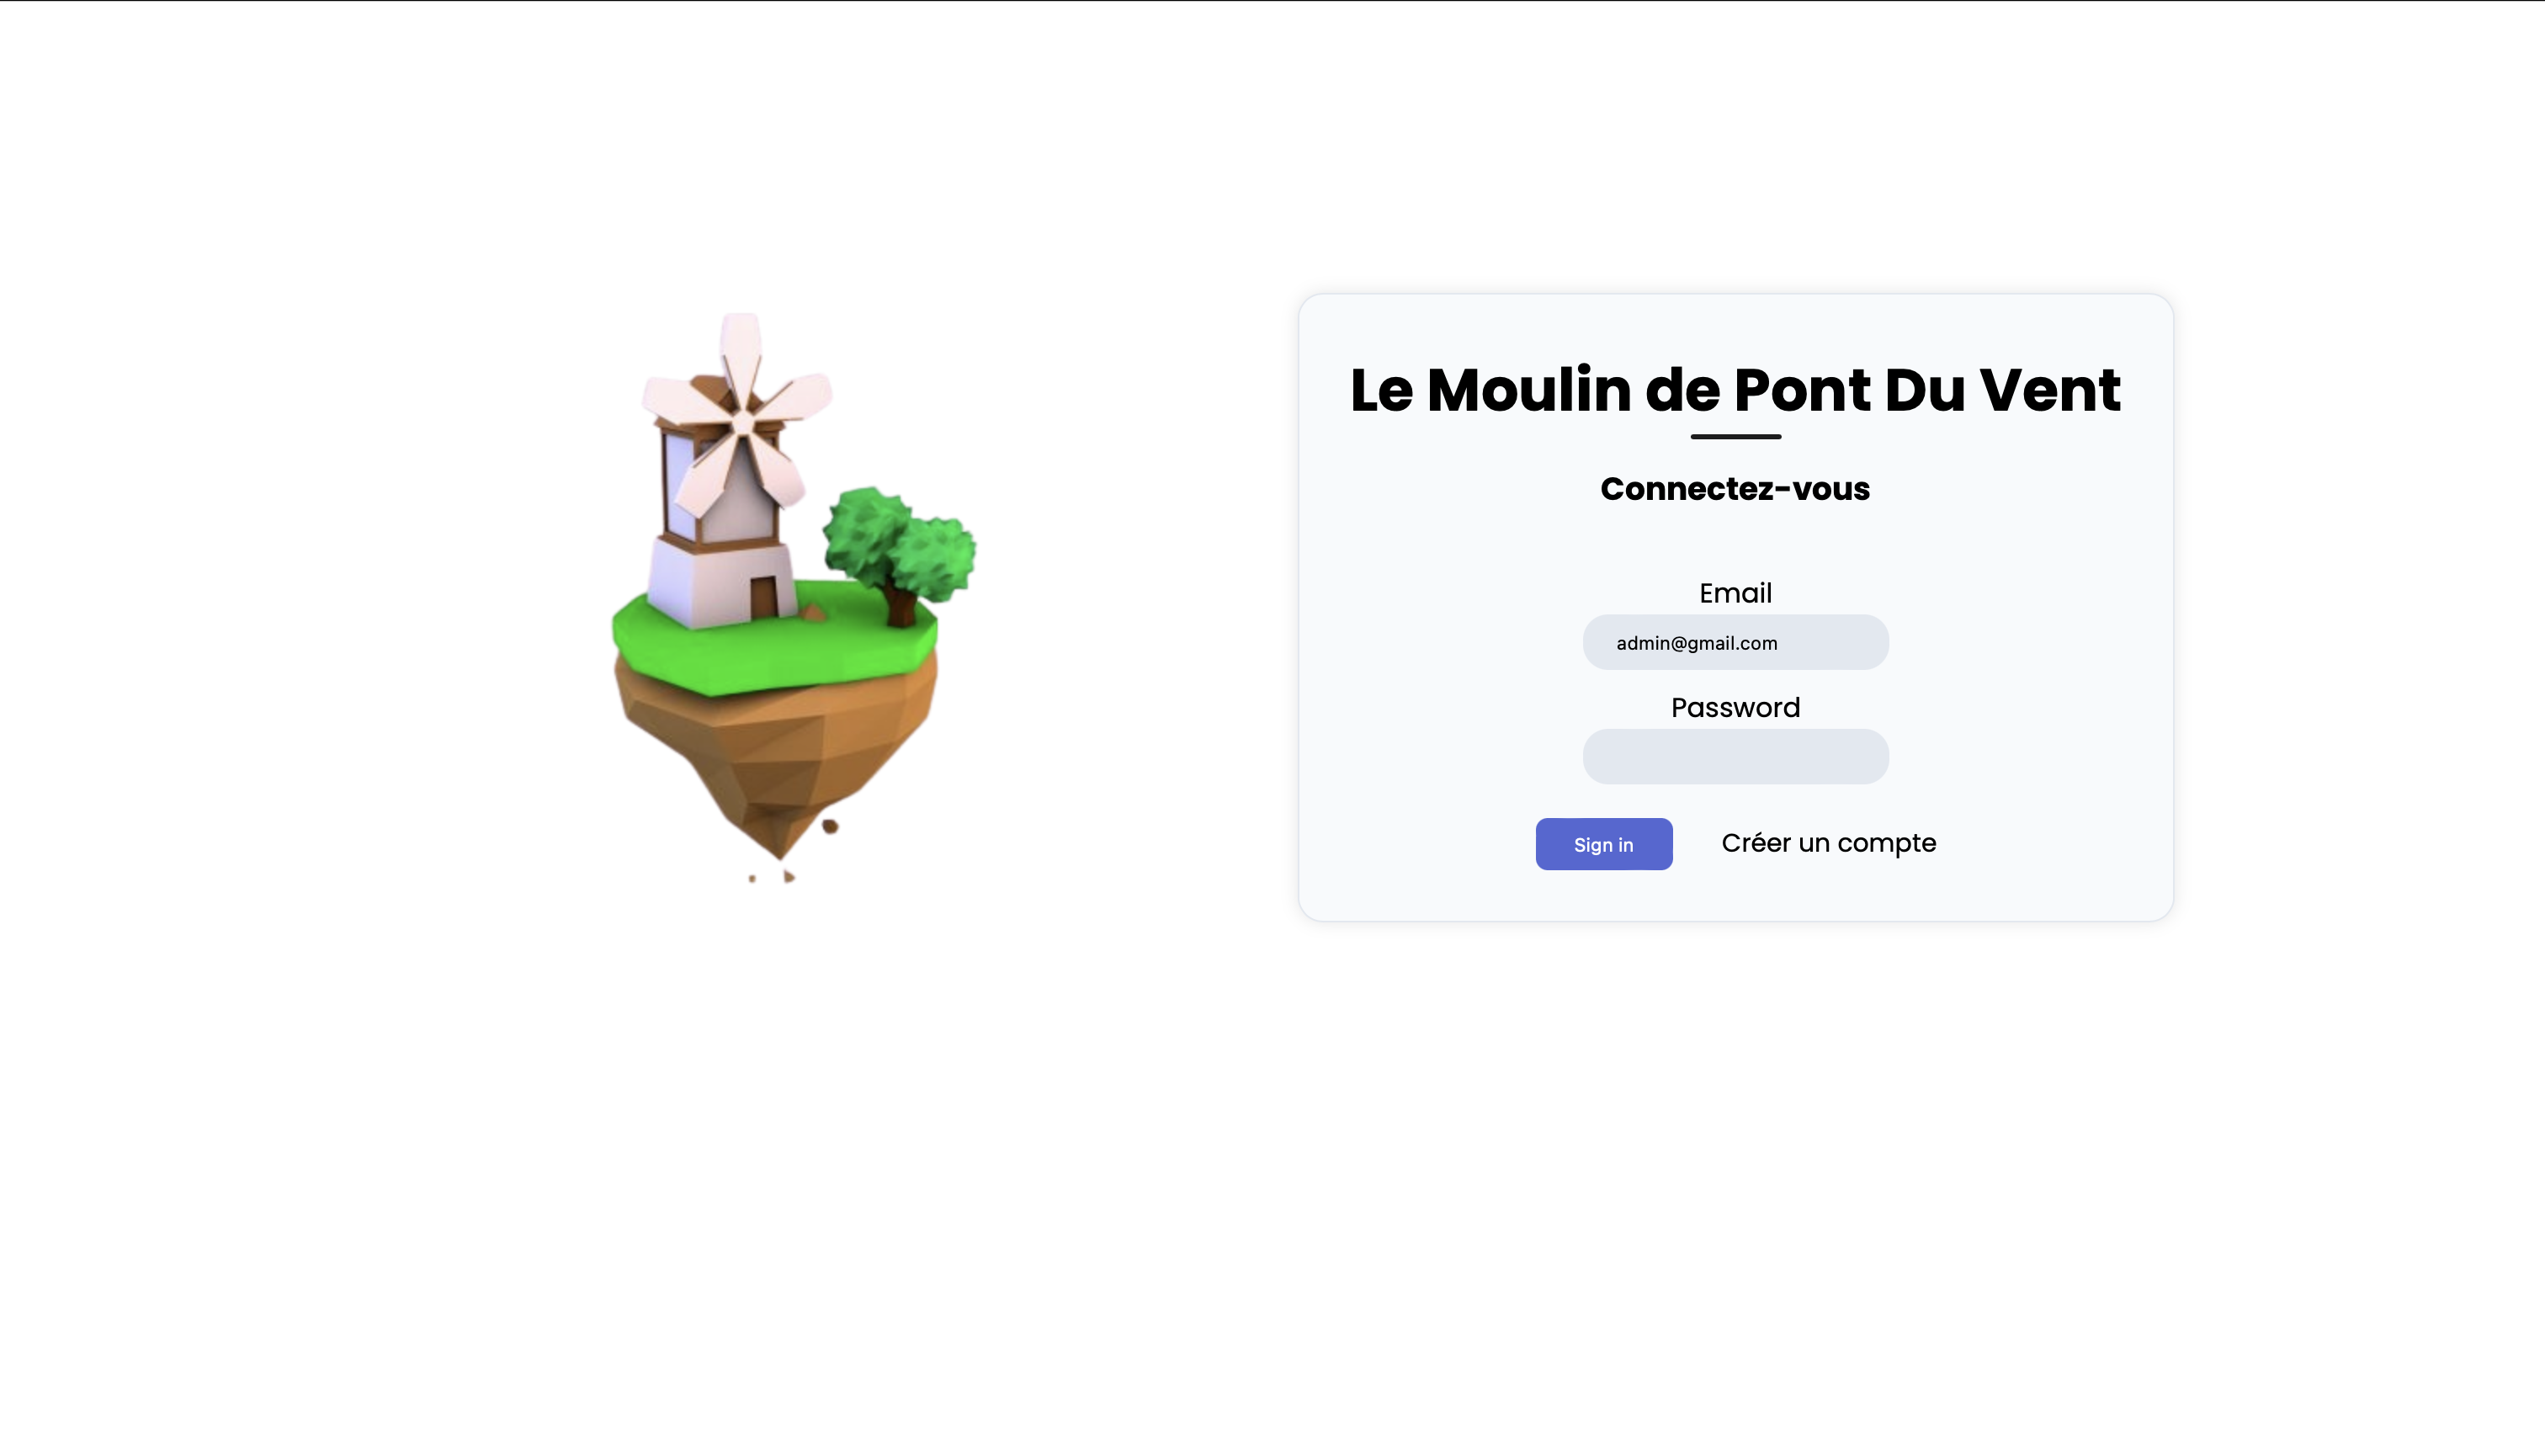 Le Moulin de Pont Du Vent
Connectez-vous
Email
admin@gmail.com
Password
Sign in
Créer un compte